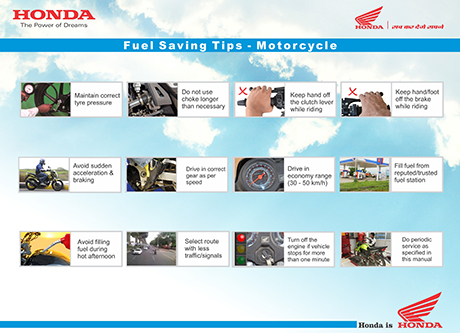 HONDA
The Power of Dreams
HONDA
सच कर देंगे सपने
Fuel Saving Tips - Motorcycle
Maintain correct
tyre pressure
Do not use
choke longer
than necessary
Keep hand off
the clutch lever
while riding
Keep hand/foot
off the brake
while riding
Avoid sudden
acceleration &
braking
Drive in correct
gear as per
speed
Drive in
economy range
(30 - 50 km/h)
Fill fuel from
reputed/trusted
fuel station
Avoid filling
fuel during
hot afternoon
Select route
with less
traffic/signals
Turn off the
engine if vehicle
stops for more
than one minute
Do periodic
service as
specified in
this manual
Honda is HONDA